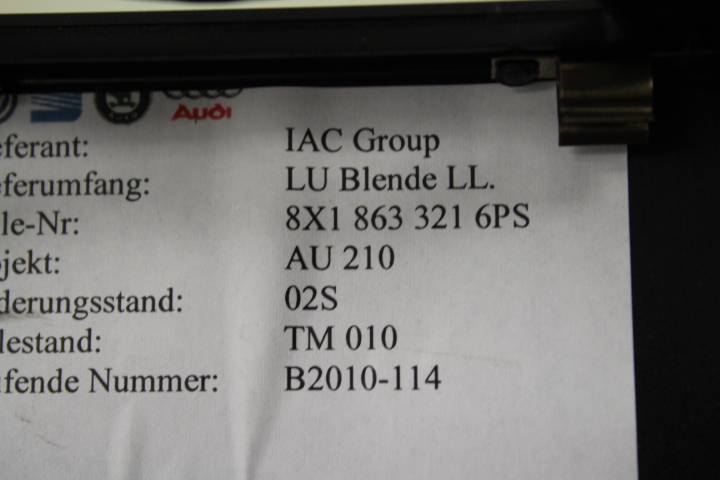 Audi
eferant: IAC Group
eferumfang: LU Blende LL.
ile-Nr: 8X1 863 321 6PS
ojekt: AU 210
derungsstand: 02S
lestand: TM 010
ufende Nummer: B2010-114